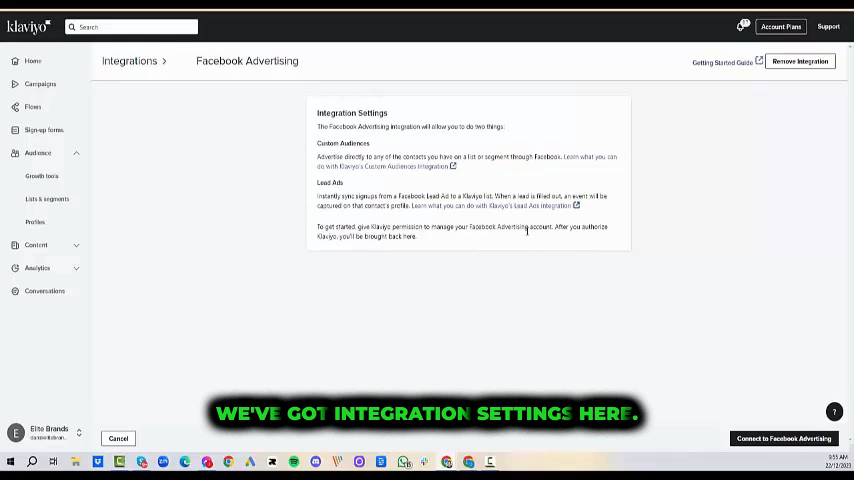 klaviyo
Search
Account Plans
Support
Home
Campaigns
Flows
Sign-up forms
Audience
Growth tools
Lists & segments
Profiles
Content
Analytics
Conversations
Integrations > Facebook Advertising
Getting Started Guide
Remove Integration
Integration Settings
The Facebook Advertising integration will allow you to do two things:
Custom Audiences
Advertise directly to any of the contacts you have on a list or segment through Facebook. Learn what you can
do with Klaviyo's Custom Audiences Integration
Lead Ads
Instantly sync signups from a Facebook Lead Ad to a Klaviyo list. When a lead is filled out, an event will be
captured on that contact's profile. Learn what you can do with Klaviyo's Lead Ads integration
To get started, give Klaviyo permission to manage your Facebook Advertising account. After you authorize
Klaviyo, you'll be brought back here.
WE'VE GOT INTEGRATION SETTINGS HERE.
E
Elite Brands
Cancel
?
Connect to Facebook Advertising
9:55 AM
22/12/2023